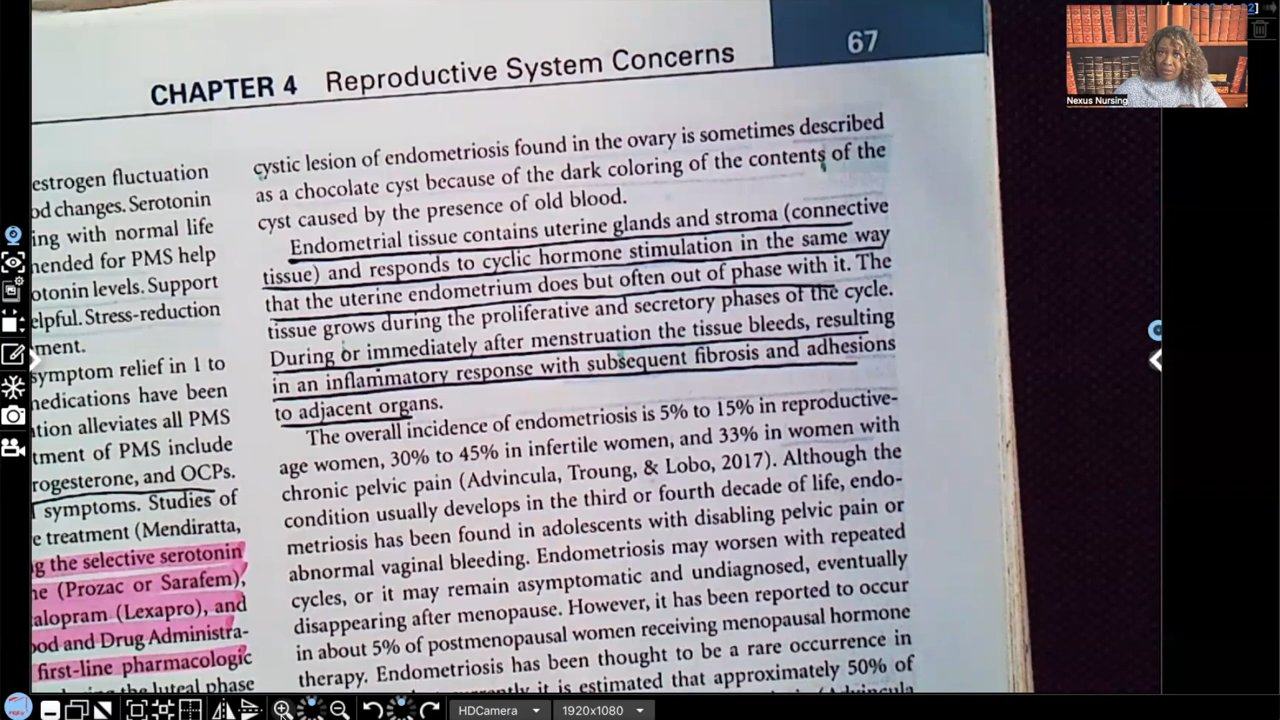 CHAPTER 4 Reproductive System Concerns
67
Nexus Nursing
estrogen fluctuation
od changes. Serotonin
ing with normal life
mended for PMS help
otonin levels. Support
elpful. Stress-reduction
ment.
symptom relief in 1 to
medications have been
tion alleviates all PMS
tment of PMS include
rogesterone, and OCPs.
symptoms. Studies of
e treatment (Mendiratta,
g the selective serotonin
ne (Prozac or Sarafem),
alopram (Lexapro), and
ood and Drug Administra-
first-line pharmacologic
the luteal phase
cystic lesion of endometriosis found in the ovary is sometimes described
as a chocolate cyst because of the dark coloring of the contents of the
cyst caused by the presence of old blood.
Endometrial tissue contains uterine glands and stroma (connective
tissue) and responds to cyclic hormone stimulation in the same way
that the uterine endometrium does but often out of phase with it. The
tissue grows during the proliferative and secretory phases of the cycle.
During or immediately after menstruation the tissue bleeds, resulting
in an inflammatory response with subsequent fibrosis and adhesions
to adjacent organs.
The overall incidence of endometriosis is 5% to 15% in reproductive-
age women, 30% to 45% in infertile women, and 33% in women with
chronic pelvic pain (Advincula, Troung, & Lobo, 2017). Although the
condition usually develops in the third or fourth decade of life, endo-
metriosis has been found in adolescents with disabling pelvic pain or
abnormal vaginal bleeding. Endometriosis may worsen with repeated
cycles, or it may remain asymptomatic and undiagnosed, eventually
disappearing after menopause. However, it has been reported to occur
in about 5% of postmenopausal women receiving menopausal hormone
therapy. Endometriosis has been thought to be a rare occurrence in
it is estimated that approximately 50% of
HDCamera
1920x1080